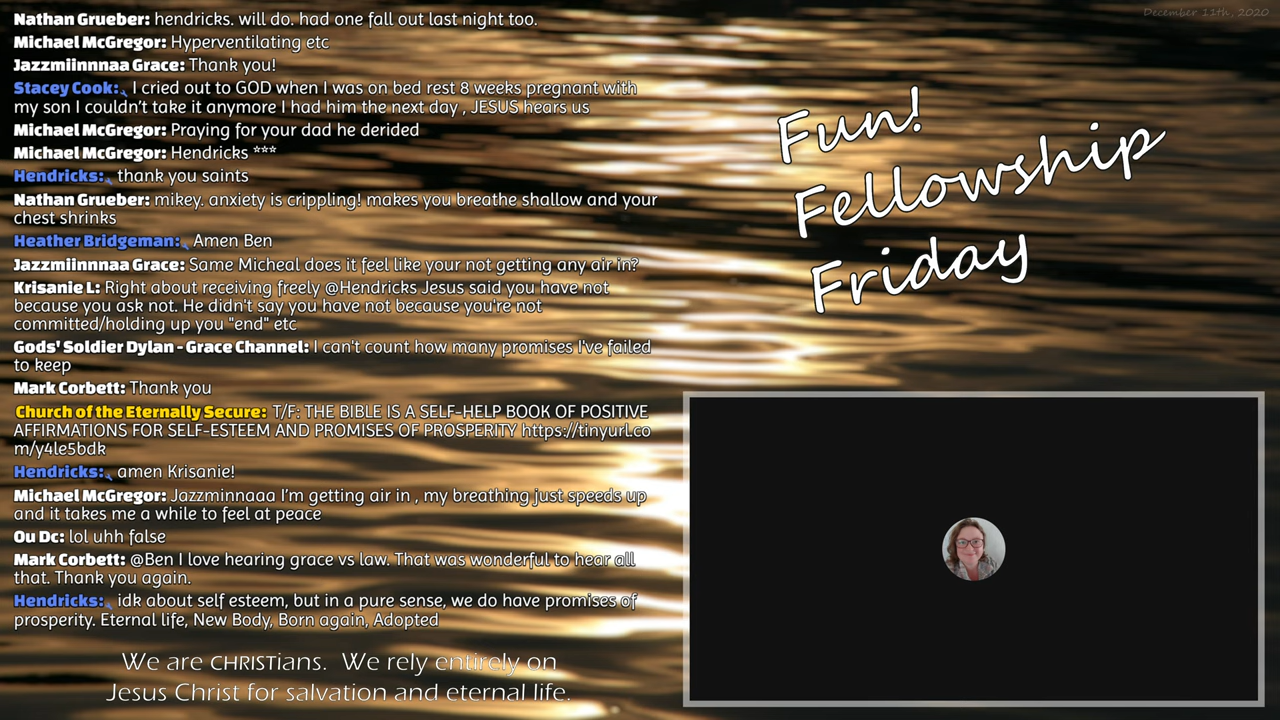 Nathan Grueber: hendricks. will do. had one fall out last night too.
Michael McGregor: Hyperventilating etc
Jazzmiinnnaa Grace: Thank you!
Stacey Cook: I cried out to GOD when I was on bed rest 8 weeks pregnant with
my son I couldn't take it anymore I had him the next day , JESUS hears us
Michael McGregor: Praying for your dad he derided
Michael McGregor: Hendricks ***
Hendricks: thank you saints
Nathan Grueber: mikey. anxiety is crippling! makes you breathe shallow and your
chest shrinks
Heather Bridgeman: Amen Ben
Jazzmiinnnaa Grace: Same Micheal does it feel like your not getting any air in?
Krisanie L: Right about receiving freely @Hendricks Jesus said you have not
because you ask not. He didn't say you have not because you're not
committed/holding up you "end" etc
Gods' Soldier Dylan - Grace Channel: I can't count how many promises I've failed
to keep
Mark Corbett: Thank you
Church of the Eternally Secure: T/F: THE BIBLE IS A SELF-HELP BOOK OF POSITIVE
AFFIRMATIONS FOR SELF-ESTEEM AND PROMISES OF PROSPERITY https://tinyurl.co
m/y4le5bdk
Hendricks: amen Krisanie!
Michael McGregor: Jazzminnaaa I'm getting air in , my breathing just speeds up
and it takes me a while to feel at peace
Ou Dc: lol uhh false
Mark Corbett: @Ben I love hearing grace vs law. That was wonderful to hear all
that. Thank you again.
Hendricks: idk about self esteem, but in a pure sense, we do have promises of
prosperity. Eternal life, New Body, Born again, Adopted
We are CHRISTians. We rely entirely on
Jesus Christ for salvation and eternal life.
December 11th, 2020
Fun!
Fellowship
Friday